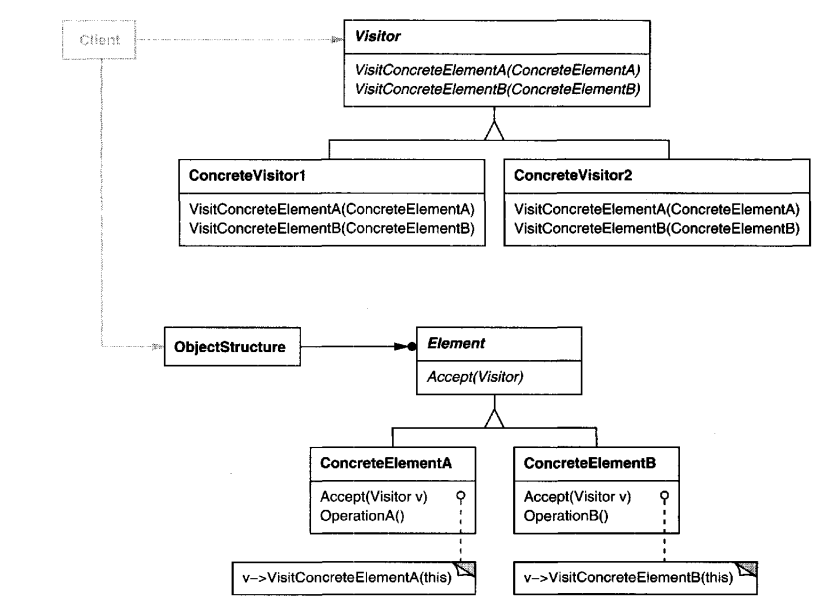 Client
Visitor
VisitConcreteElementA(ConcreteElementA)
VisitConcreteElementB(ConcreteElementB)
ConcreteVisitor1
VisitConcreteElementA(ConcreteElementA)
VisitConcreteElementB(ConcreteElementB)
ConcreteVisitor2
VisitConcreteElementA(ConcreteElementA)
VisitConcreteElementB(ConcreteElementB)
ObjectStructure
Element
Accept(Visitor)
ConcreteElementA
Accept(Visitor v)
OperationA()
ConcreteElementB
Accept(Visitor v)
OperationB()
v–>VisitConcreteElementA(this)
v–>VisitConcreteElementB(this)